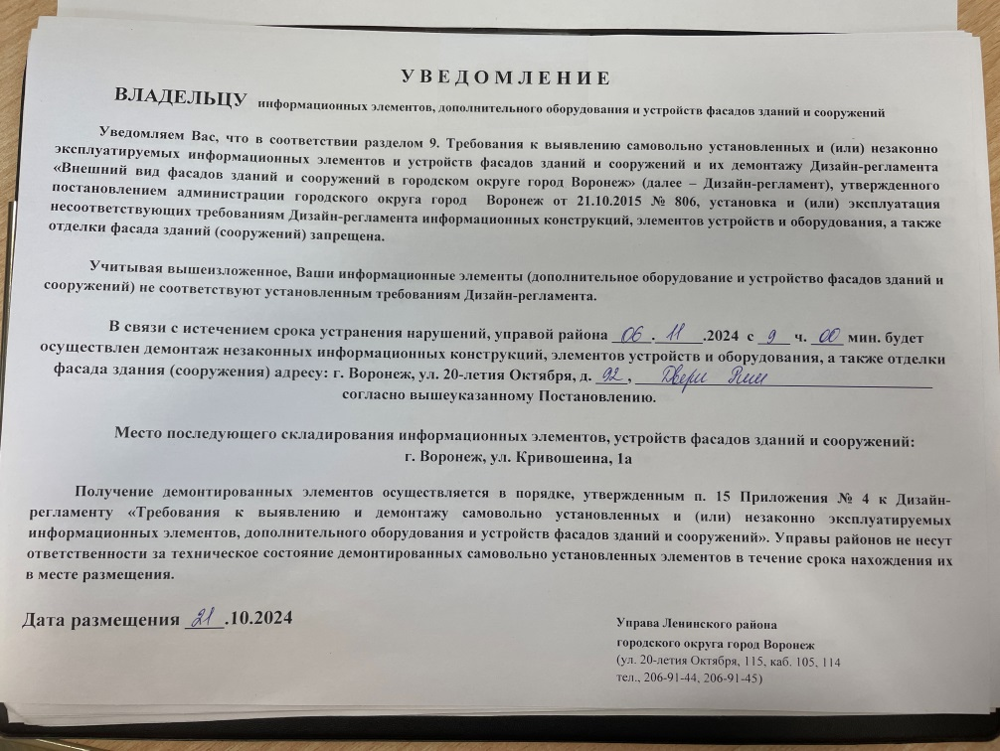 УВЕДОМЛЕНИЕ
ВЛАДЕЛЬЦУ информационных элементов, дополнительного оборудования и устройств фасадов зданий и сооружений
Уведомляем Вас, что в соответствии разделом 9. Требования к выявлению самовольно установленных и (или) незаконно
эксплуатируемых информационных элементов и устройств фасадов зданий и сооружений и их демонтажу Дизайн-регламента
«Внешний вид фасадов зданий и сооружений в городском округе город Воронеж» (далее – Дизайн-регламент), утвержденного
постановлением администрации городского округа город Воронеж от 21.10.2015 № 806, установка и (или) эксплуатация
несоответствующих требованиям Дизайн-регламента информационных конструкций, элементов устройств и оборудования, а также
отделки фасада зданий (сооружений) запрещена.
Учитывая вышеизложенное, Ваши информационные элементы (дополнительное оборудование и устройство фасадов зданий и
сооружений) не соответствуют установленным требованиям Дизайн-регламента.
В связи с истечением срока устранения нарушений, управой района 06.11.2024 с 9 ч. 00 мин. будет
осуществлен демонтаж незаконных информационных конструкций, элементов устройств и оборудования, а также отделки
фасада здания (сооружения) адресу: г. Воронеж, ул. 20-летия Октября, д. 92, Двери
согласно вышеуказанному Постановлению.
Место последующего складирования информационных элементов, устройств фасадов зданий и сооружений:
г. Воронеж, ул. Кривошеина, 1а
Получение демонтированных элементов осуществляется в порядке, утвержденным п. 15 Приложения № 4 к Дизайн-
регламенту «Требования к выявлению и демонтажу самовольно установленных и (или) незаконно эксплуатируемых
информационных элементов, дополнительного оборудования и устройств фасадов зданий и сооружений». Управы районов не несут
ответственности за техническое состояние демонтированных самовольно установленных элементов в течение срока нахождения их
в месте размещения.
Дата размещения 21.10.2024
Управа Ленинского района
городского округа город Воронеж
(ул. 20-летия Октября, 115, каб. 105, 114
тел., 206-91-44, 206-91-45)